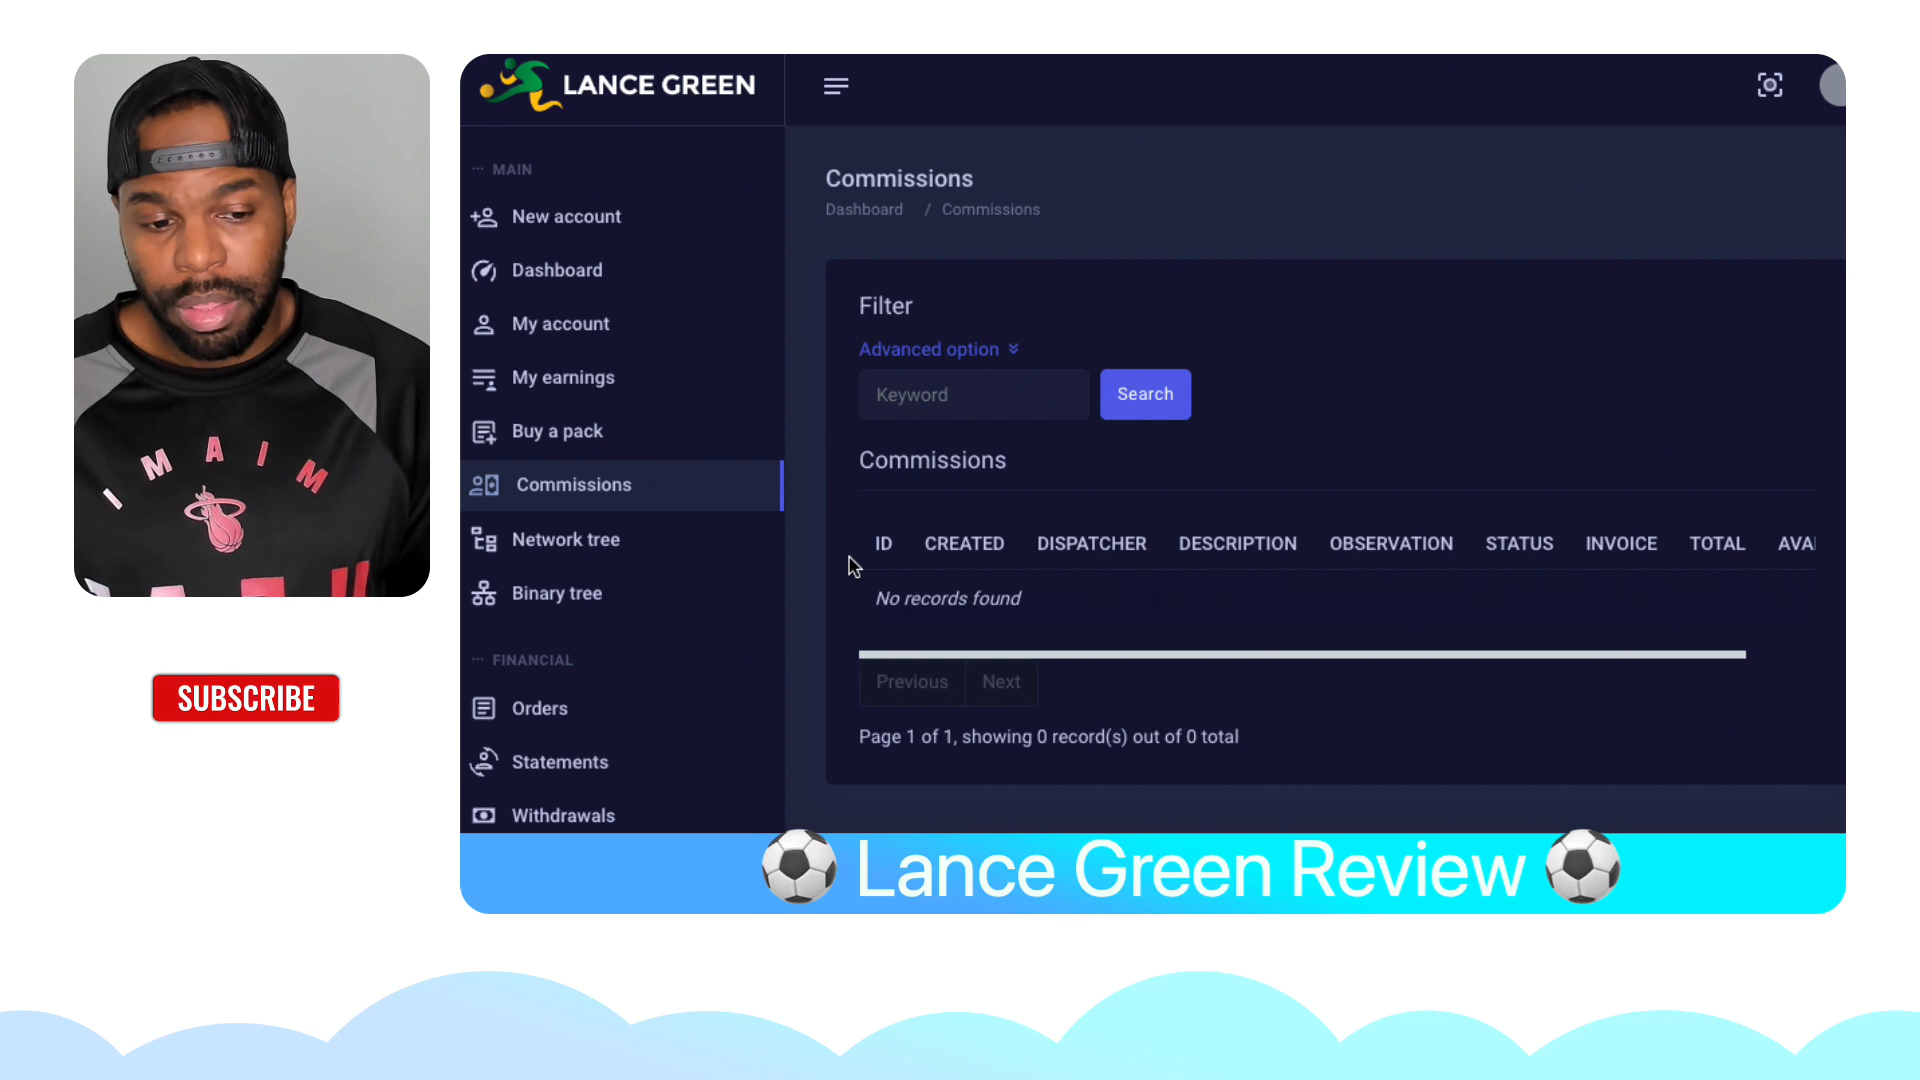 MIAMI
SUBSCRIBE
LANCE GREEN
MAIN
New account
Dashboard
My account
My earnings
Buy a pack
Commissions
Network tree
Binary tree
FINANCIAL
Orders
Statements
Withdrawals
Commissions
Dashboard / Commissions
Filter
Advanced option
Keyword
Search
Commissions
ID CREATED DISPATCHER DESCRIPTION OBSERVATION STATUS INVOICE TOTAL
No records found
Previous Next
Page 1 of 1, showing 0 record(s) out of 0 total
Lance Green Review